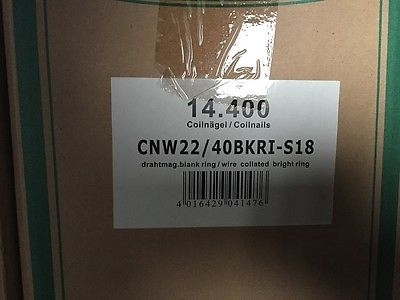 14.400
Coilnägel / Coilnails
CNW22/40BKRI-S18
drahtmag.blank ring / wire collated bright ring
4 016429 041476